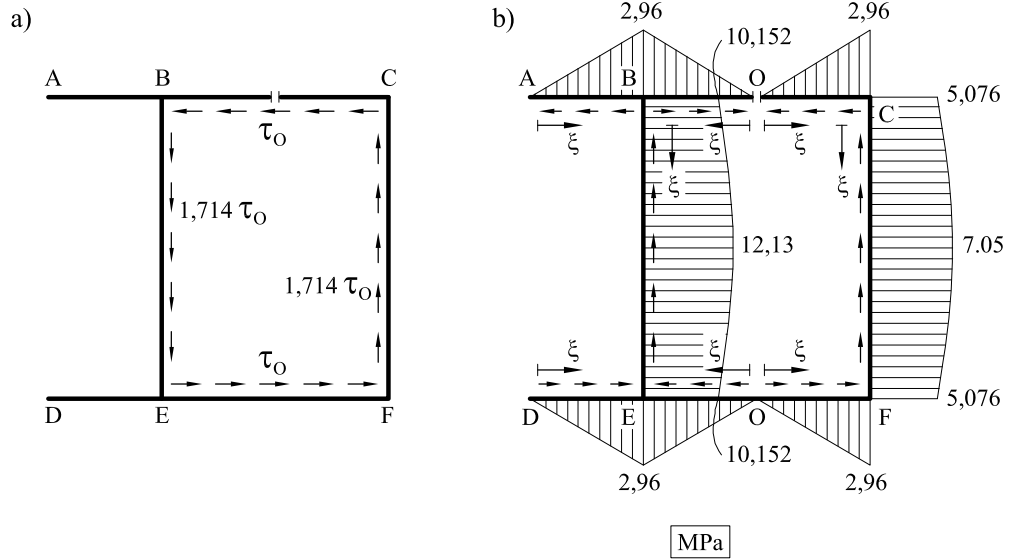 a)
A B C
τO
1,714 τO
1,714 τO
τO
D E F
b)
2,96 2,96
10,152
A B O
5,076
C
ξ ξ ξ
ξ ξ
12,13 7.05
ξ ξ ξ
5,076
D E O F
10,152
2,96 2,96
MPa